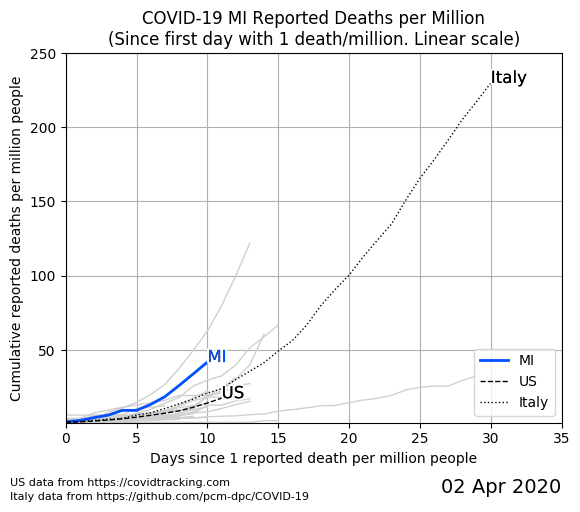 COVID-19 MI Reported Deaths per Million
(Since first day with 1 death/million. Linear scale)
Cumulative reported deaths per million people
250
200
150
100
50
Italy
MI
US
MI
US
Italy
0
5
10
15
20
25
30
35
Days since 1 reported death per million people
US data from https://covidtracking.com
Italy data from https://github.com/pcm-dpc/COVID-19
02 Apr 2020